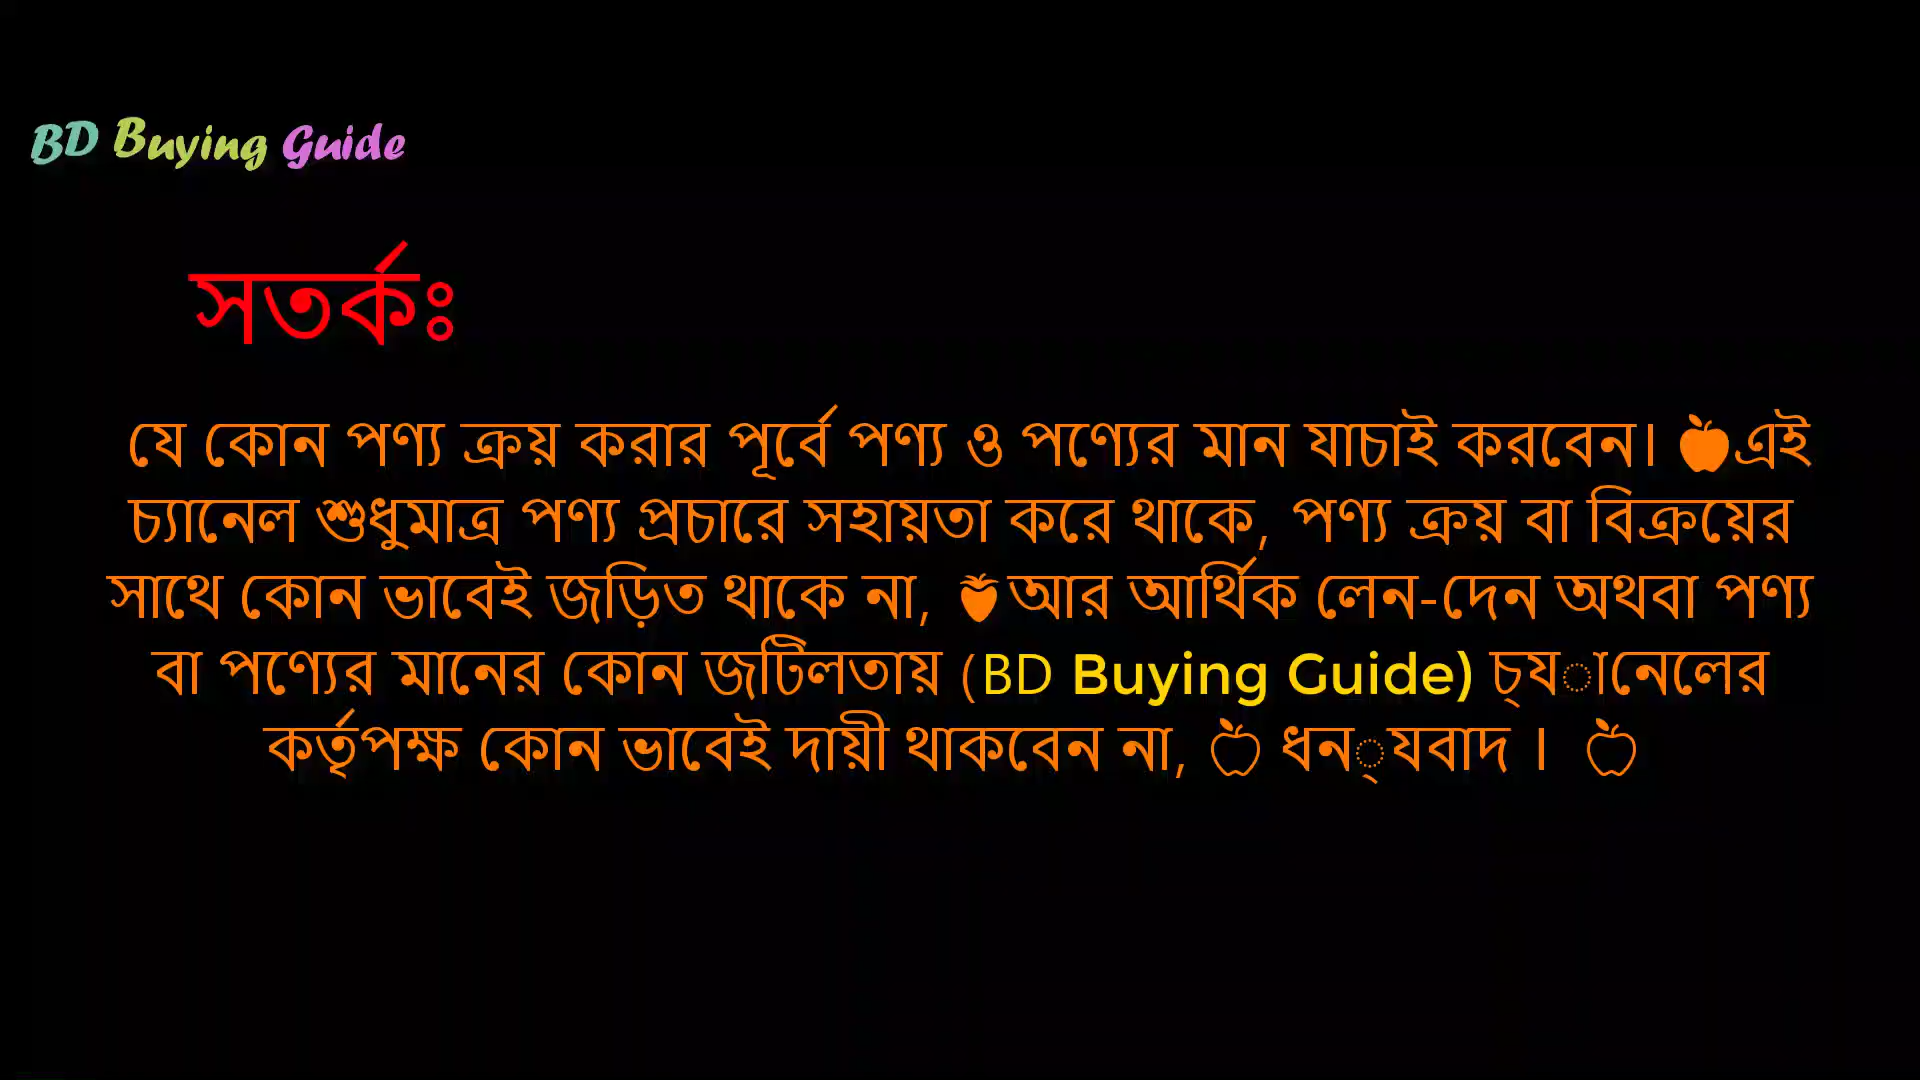 BD Buying Guide
সতর্কঃ
যে কোন পণ্য ক্রয় করার পূর্বে পণ্য ও পণ্যের মান যাচাই করবেন। 🍎এই
চ্যানেল শুধুমাত্র পণ্য প্রচারে সহায়তা করে থাকে, পণ্য ক্রয় বা বিক্রয়ের
সাথে কোন ভাবেই জড়িত থাকে না, 🍓আর আর্থিক লেন-দেন অথবা পণ্য
বা পণ্যের মানের কোন জটিলতায় (BD Buying Guide) চ্যানেলের
কর্তৃপক্ষ কোন ভাবেই দায়ী থাকবেন না, 🍎 ধন্যবাদ । 🍎